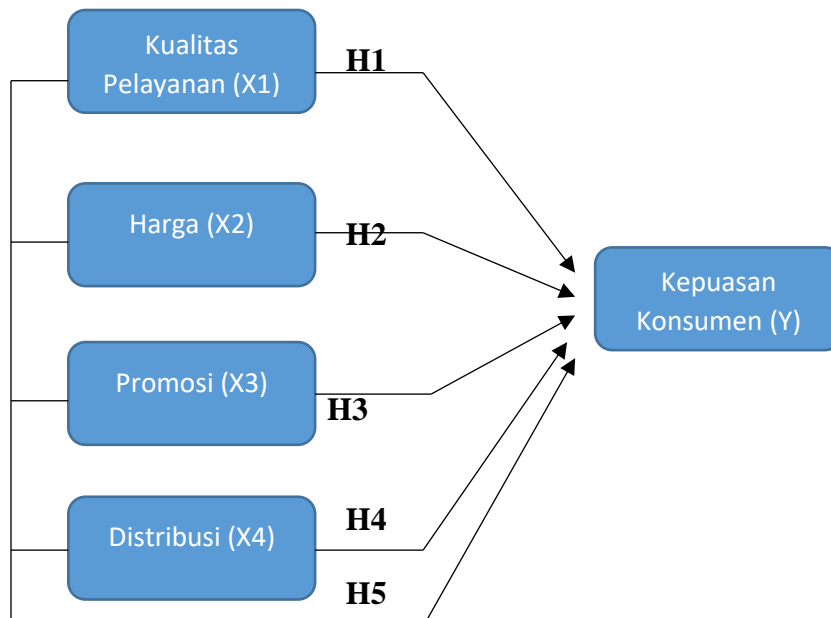 Kualitas
Pelayanan (X1)
H1
Harga (X2)
H2
Kepuasan
Konsumen (Y)
Promosi (X3)
H3
Distribusi (X4)
H4
H5